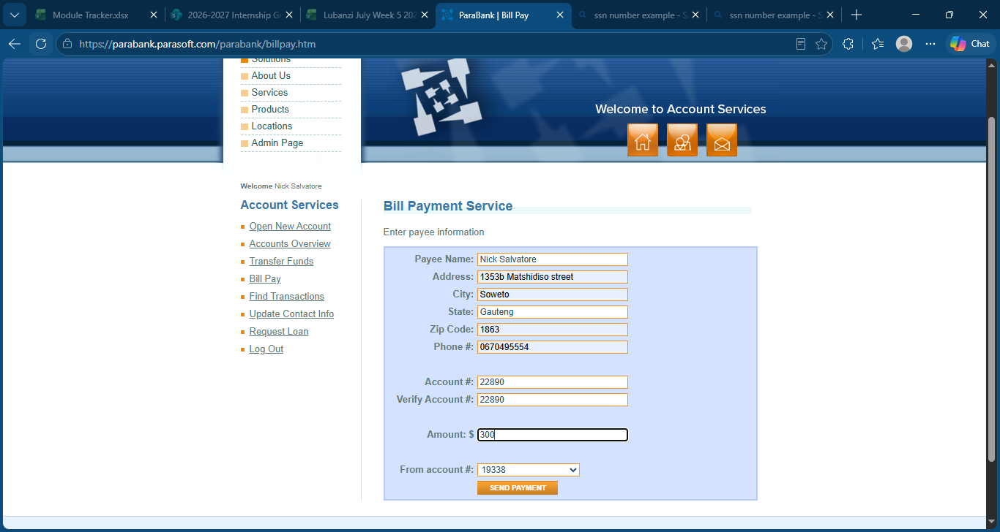 Module Tracker.xlsx
2026-2027 Internship G
Lubanzi July Week 5 202
ParaBank | Bill Pay
ssn number example - S
ssn number example - S
https://parabank.parasoft.com/parabank/billpay.htm
Chat
Solutions
About Us
Services
Products
Locations
Admin Page
Welcome to Account Services
Welcome Nick Salvatore
Account Services
Open New Account
Accounts Overview
Transfer Funds
Bill Pay
Find Transactions
Update Contact Info
Request Loan
Log Out
Bill Payment Service
Enter payee information
Payee Name: Nick Salvatore
Address: 1353b Matshidiso street
City: Soweto
State: Gauteng
Zip Code: 1863
Phone #: 0670495554
Account #: 22890
Verify Account #: 22890
Amount: $ 300
From account #: 19338
SEND PAYMENT